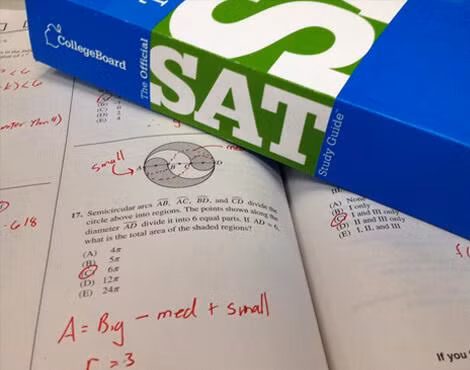 CollegeBoard
The Official
SAT
Study Guide™
small
A
B
D
17. Semicircular arcs AB, AC, BD, and CD divide the
circle above into regions. The points shown along the
diameter AD divide it into 6 equal parts. If AD = 6,
what is the total area of the shaded regions?
(A) 4π
(B) 5π
(C) 6π
(D) 12π
(E) 24π
A = Big - med + small
r = 3
618
(A) None
(B) I only
(C) I and III only
(D) II and III only
(E) I, II, and III
If you